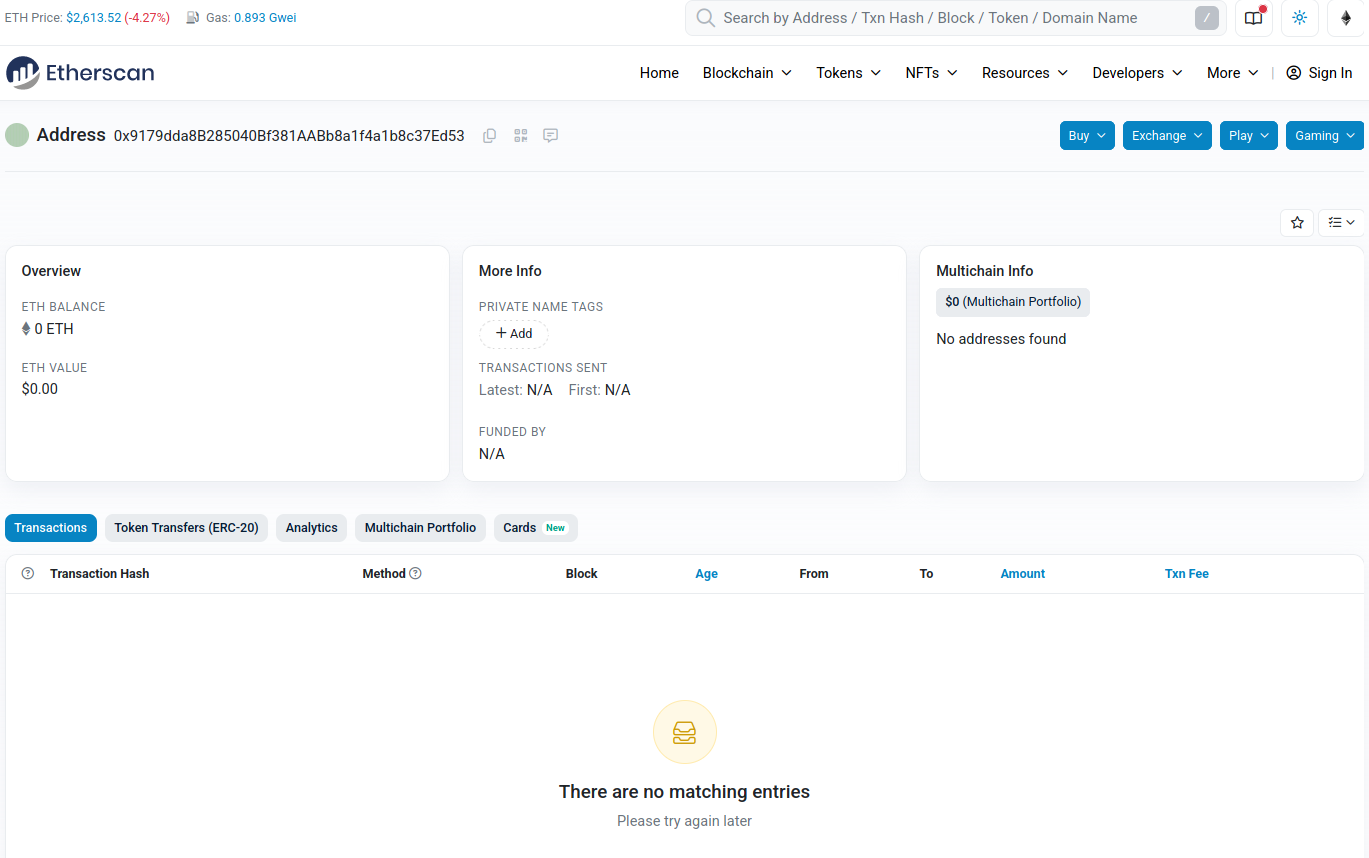 ETH Price: $2,613.52 (-4.27%) Gas: 0.893 Gwei
Search by Address / Txn Hash / Block / Token / Domain Name /
Etherscan
Home Blockchain Tokens NFTs Resources Developers More | Sign In
Address 0x9179dda8B285040Bf381AABb8a1f4a1b8c37Ed53
Buy Exchange Play Gaming
Overview
ETH BALANCE
0 ETH
ETH VALUE
$0.00
More Info
PRIVATE NAME TAGS
+ Add
TRANSACTIONS SENT
Latest: N/A First: N/A
FUNDED BY
N/A
Multichain Info
$0 (Multichain Portfolio)
No addresses found
Transactions Token Transfers (ERC-20) Analytics Multichain Portfolio Cards New
Transaction Hash Method Block Age From To Amount Txn Fee
There are no matching entries
Please try again later